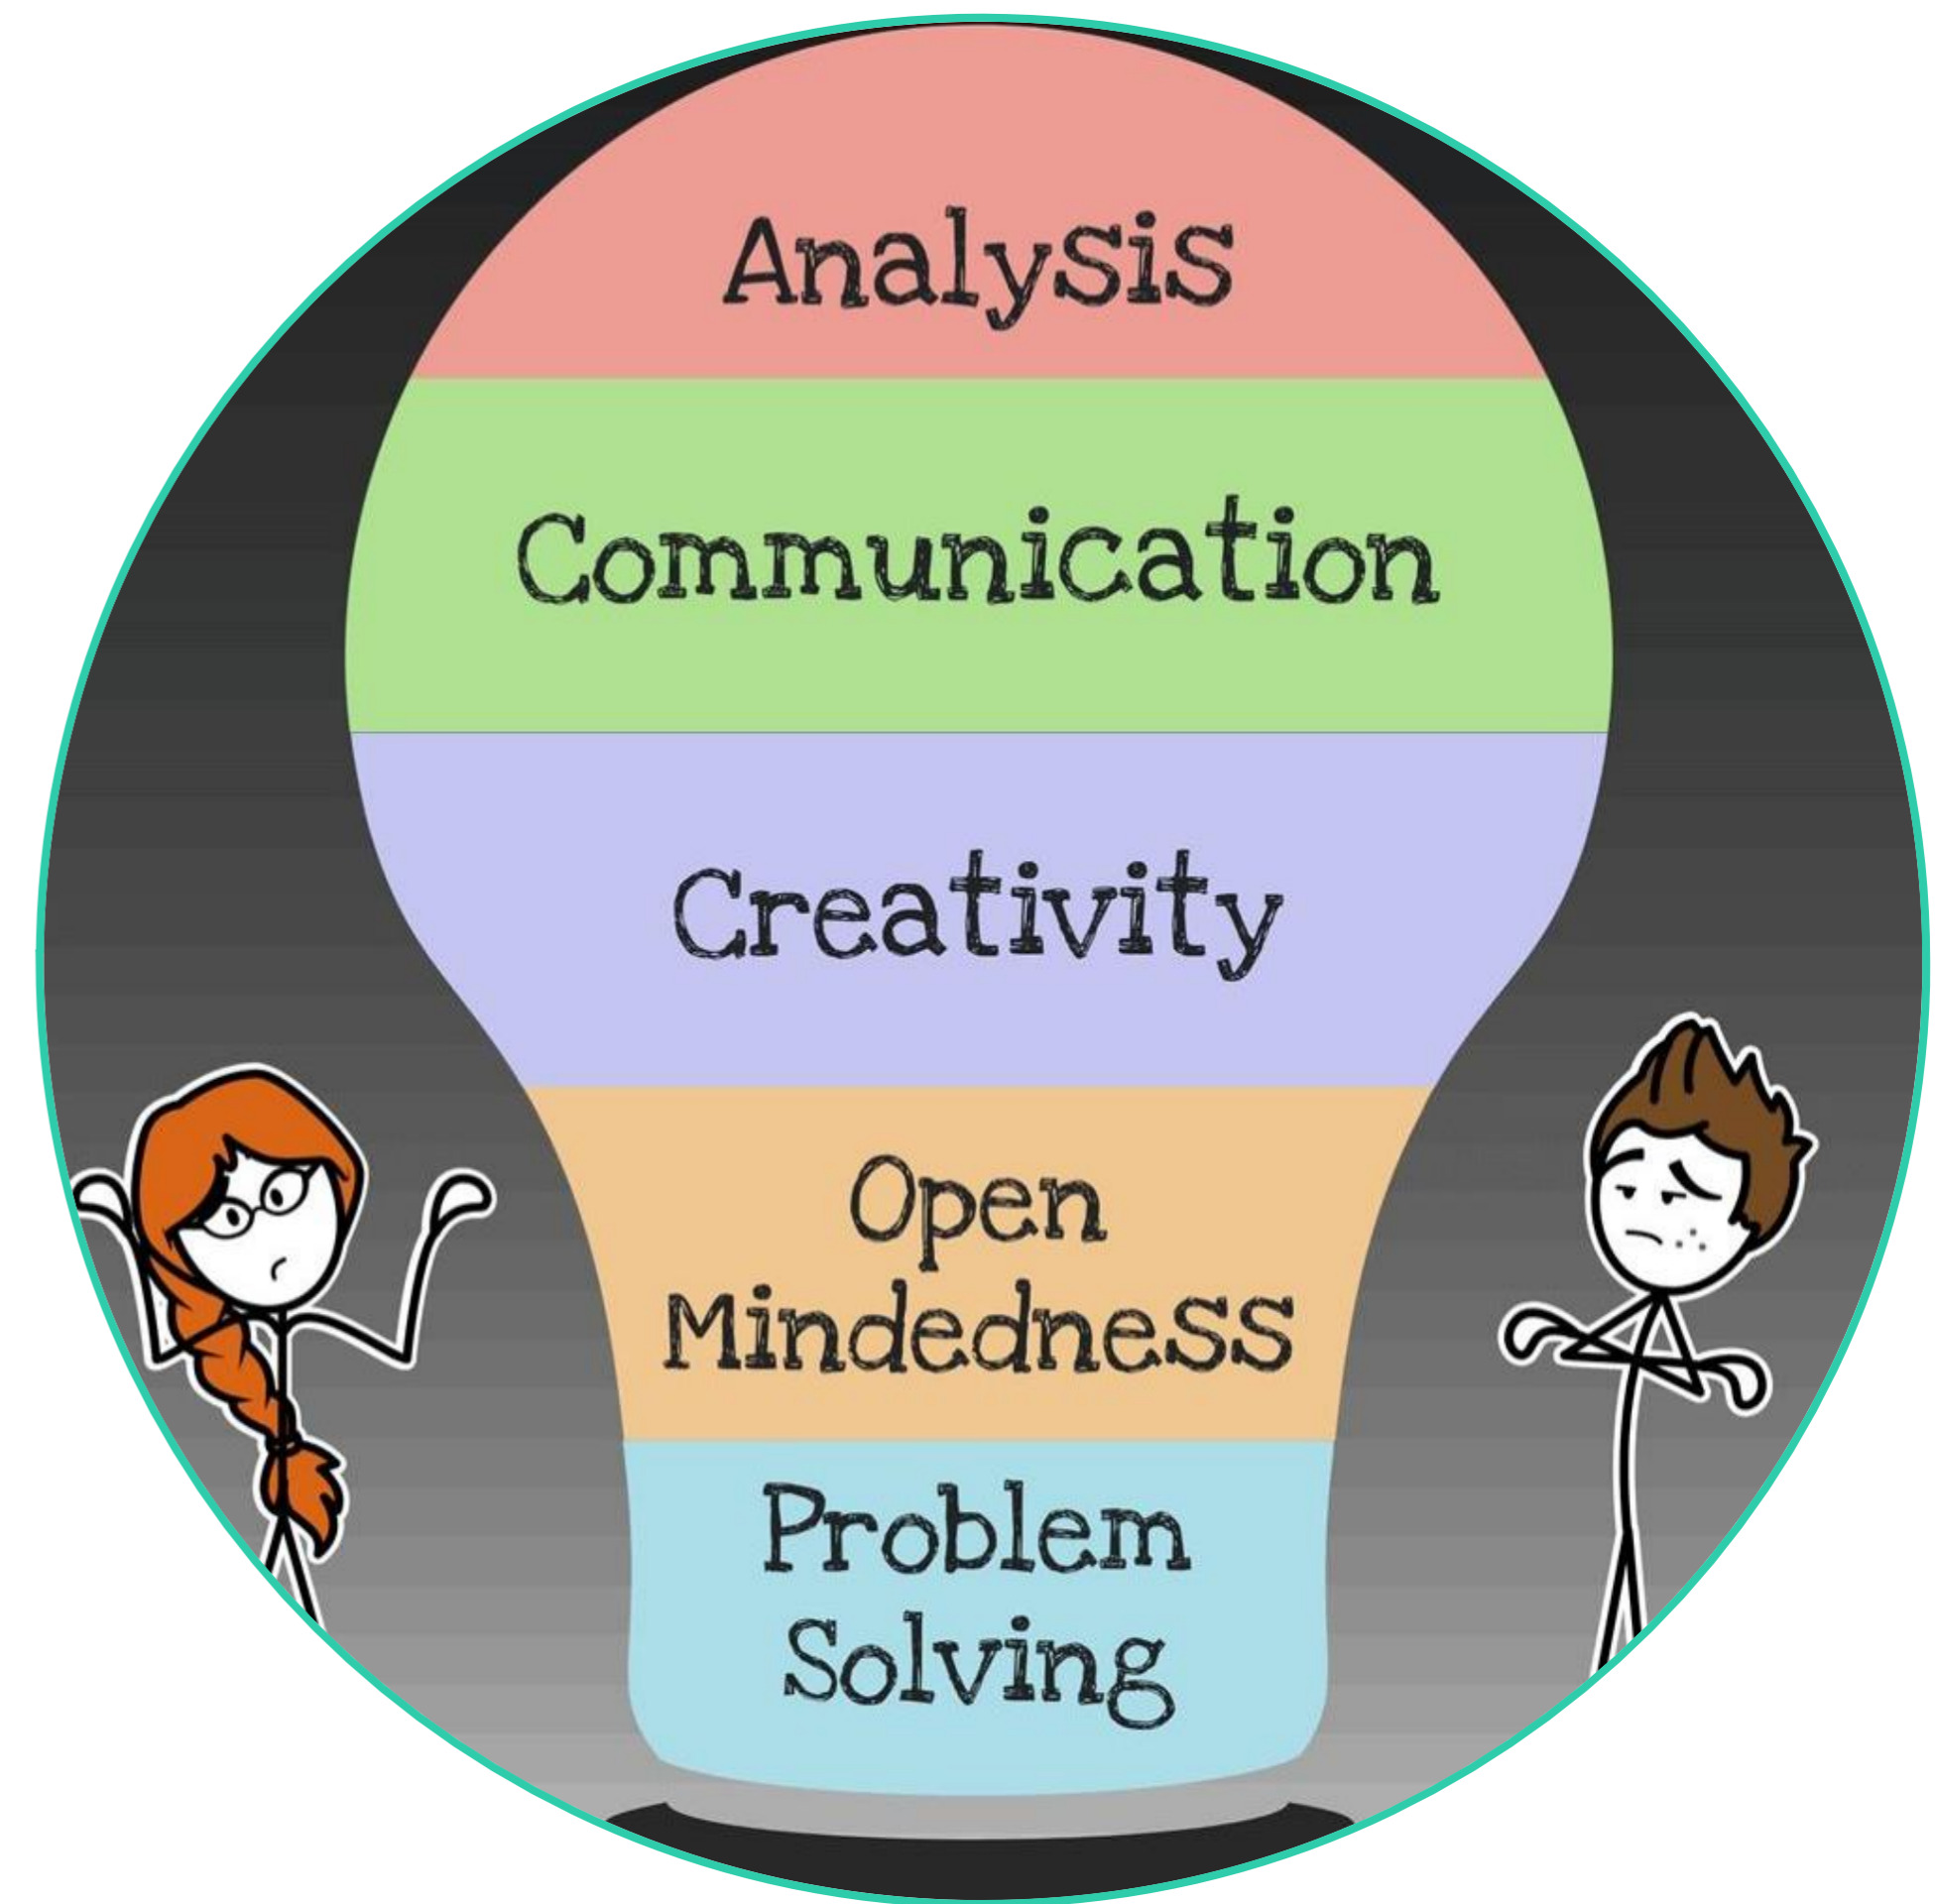 Analysis
Communication
Creativity
Open
Mindedness
Problem
Solving